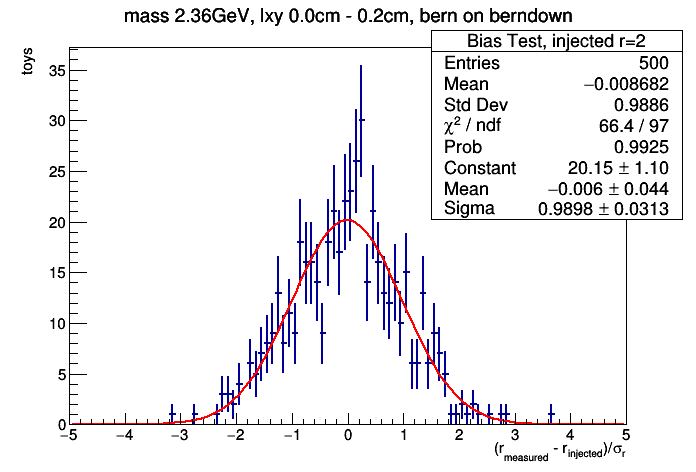 mass 2.36GeV, lxy 0.0cm - 0.2cm, bern on berndown
Bias Test, injected r=2
Entries 500
Mean −0.008682
Std Dev 0.9886
χ² / ndf 66.4 / 97
Prob 0.9925
Constant 20.15 ± 1.10
Mean −0.006 ± 0.044
Sigma 0.9898 ± 0.0313
toys
35
30
25
20
15
10
5
0
−5 −4 −3 −2 −1 0 1 2 3 4 5
(r_measured - r_injected)/σ_r